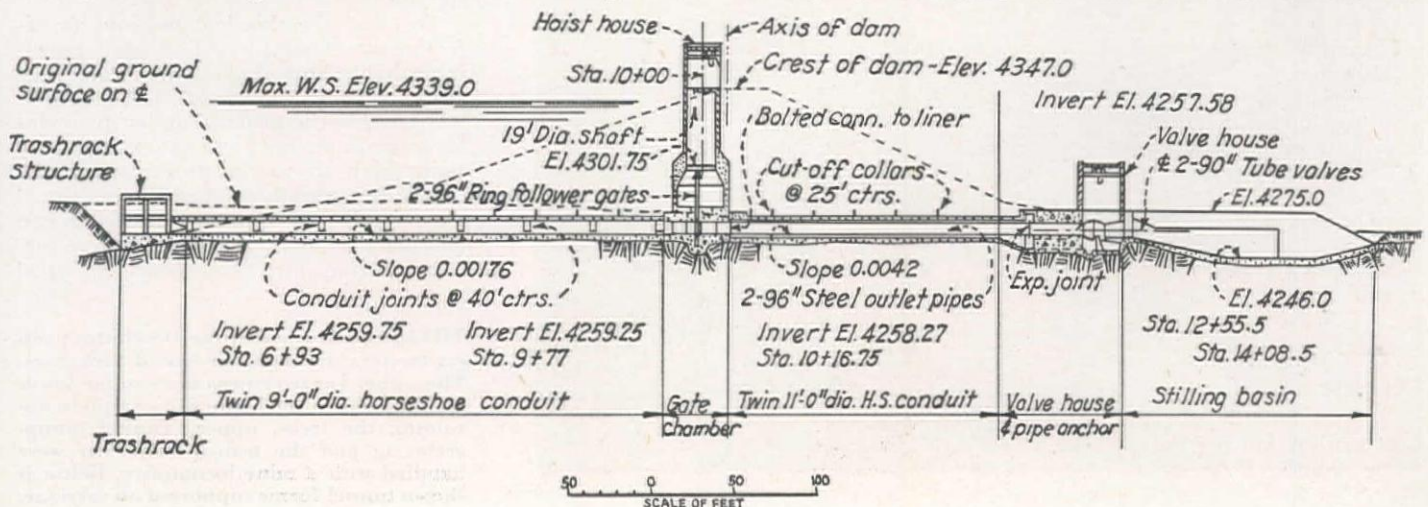 Hoist house
Axis of dam
Original ground
surface on ℄
Sta. 10+00
Crest of dam - Elev. 4347.0
Max. W.S. Elev. 4339.0
Invert El. 4257.58
19' Dia. shaft
Bolted conn. to liner
El. 4301.75
Valve house
℄ 2-90" Tube valves
Trashrack
structure
2-96" Ring follower gates
Cut-off collars
@ 25' ctrs.
El. 4275.0
Slope 0.00176
Slope 0.0042
Conduit joints @ 40' ctrs.
2-96" Steel outlet pipes
Exp. joint
El. 4246.0
Invert El. 4259.75
Sta. 6+93
Invert El. 4259.25
Sta. 9+77
Invert El. 4258.27
Sta. 10+16.75
Sta. 12+55.5
Sta. 14+08.5
Twin 9'-0" dia. horseshoe conduit
Gate
chamber
Twin 11'-0" dia. H.S. conduit
Valve house
& pipe anchor
Stilling basin
Trashrack
50 0 50 100
SCALE OF FEET